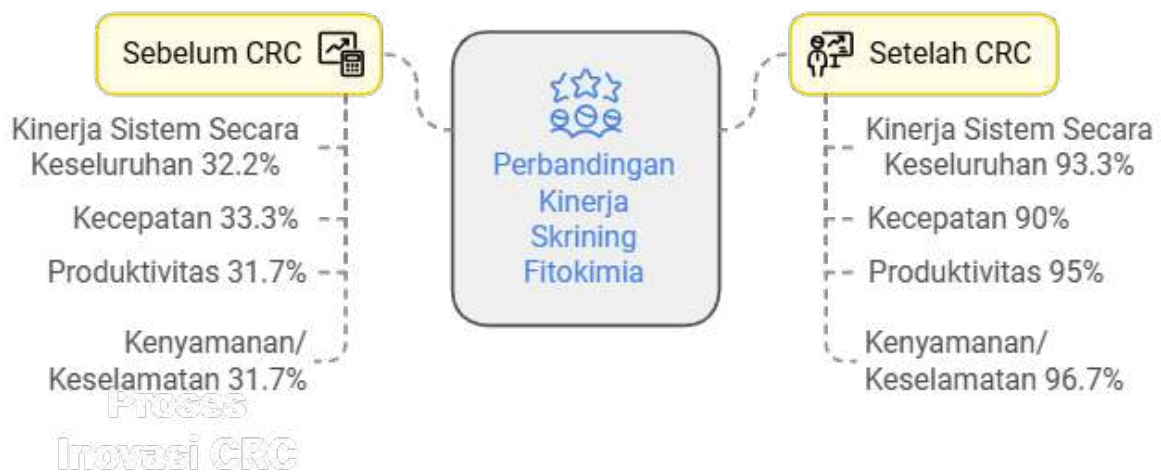 Sebelum CRC
Kinerja Sistem Secara
Keseluruhan 32.2%
Kecepatan 33.3%
Produktivitas 31.7%
Kenyamanan/
Keselamatan 31.7%
Perbandingan
Kinerja
Skrining
Fitokimia
Setelah CRC
Kinerja Sistem Secara
Keseluruhan 93.3%
Kecepatan 90%
Produktivitas 95%
Kenyamanan/
Keselamatan 96.7%
Proses
Inovasi CRC